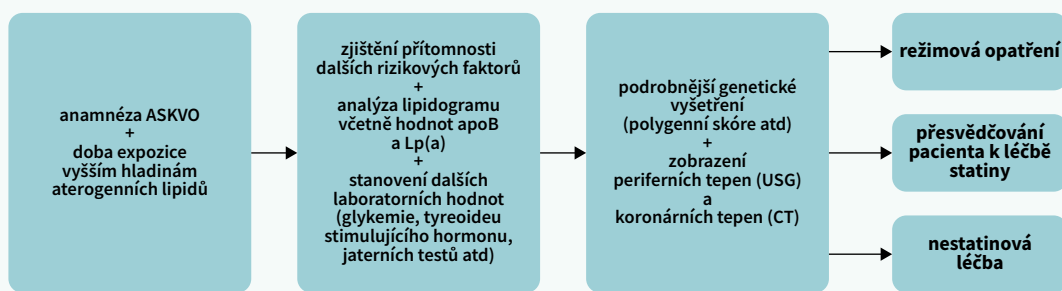 anamnéza ASKVO
+
doba expozice
vyšším hladinám
aterogenních lipidů
zjištění přítomnosti
dalších rizikových faktorů
+
analýza lipidogramu
včetně hodnot apoB
a Lp(a)
+
stanovení dalších
laboratorních hodnot
(glykemie, tyreoideu
stimulujícího hormonu,
jaterních testů atd)
podrobnější genetické
vyšetření
(polygenní skóre atd)
+
zobrazení
periferních tepen (USG)
a
koronárních tepen (CT)
režimová opatření
přesvědčování
pacienta k léčbě
statiny
nestatinová
léčba